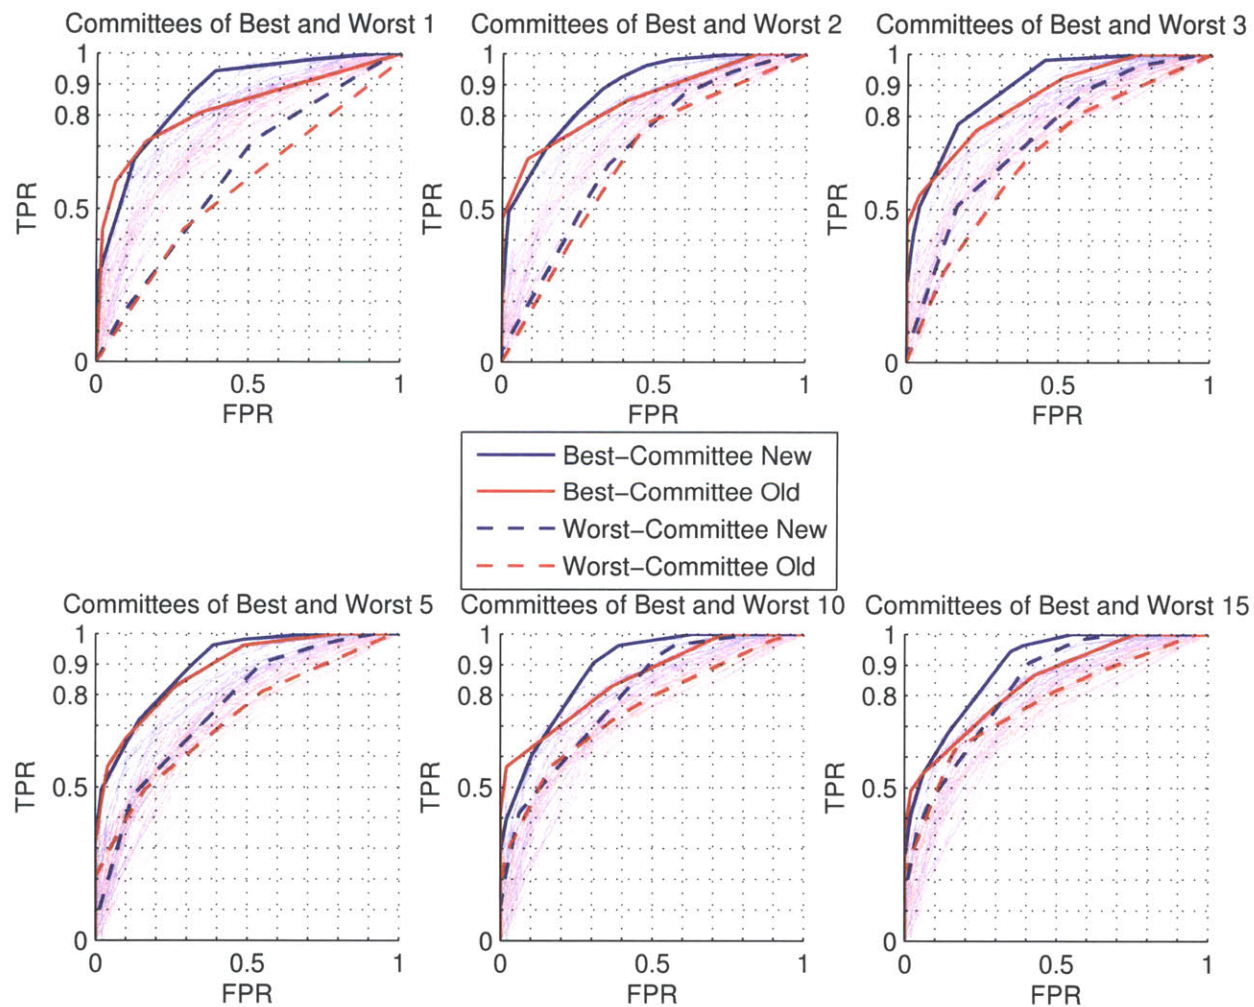 Committees of Best and Worst 1
Committees of Best and Worst 2
Committees of Best and Worst 3
1
0.9
0.8
0.5
0
TPR
0
0.5
1
FPR
1
0.9
0.8
0.5
0
TPR
0
0.5
1
FPR
1
0.9
0.8
0.5
0
TPR
0
0.5
1
FPR
Best-Committee New
Best-Committee Old
Worst-Committee New
Worst-Committee Old
Committees of Best and Worst 5
Committees of Best and Worst 10
Committees of Best and Worst 15
1
0.9
0.8
0.5
0
TPR
0
0.5
1
FPR
1
0.9
0.8
0.5
0
TPR
0
0.5
1
FPR
1
0.9
0.8
0.5
0
TPR
0
0.5
1
FPR